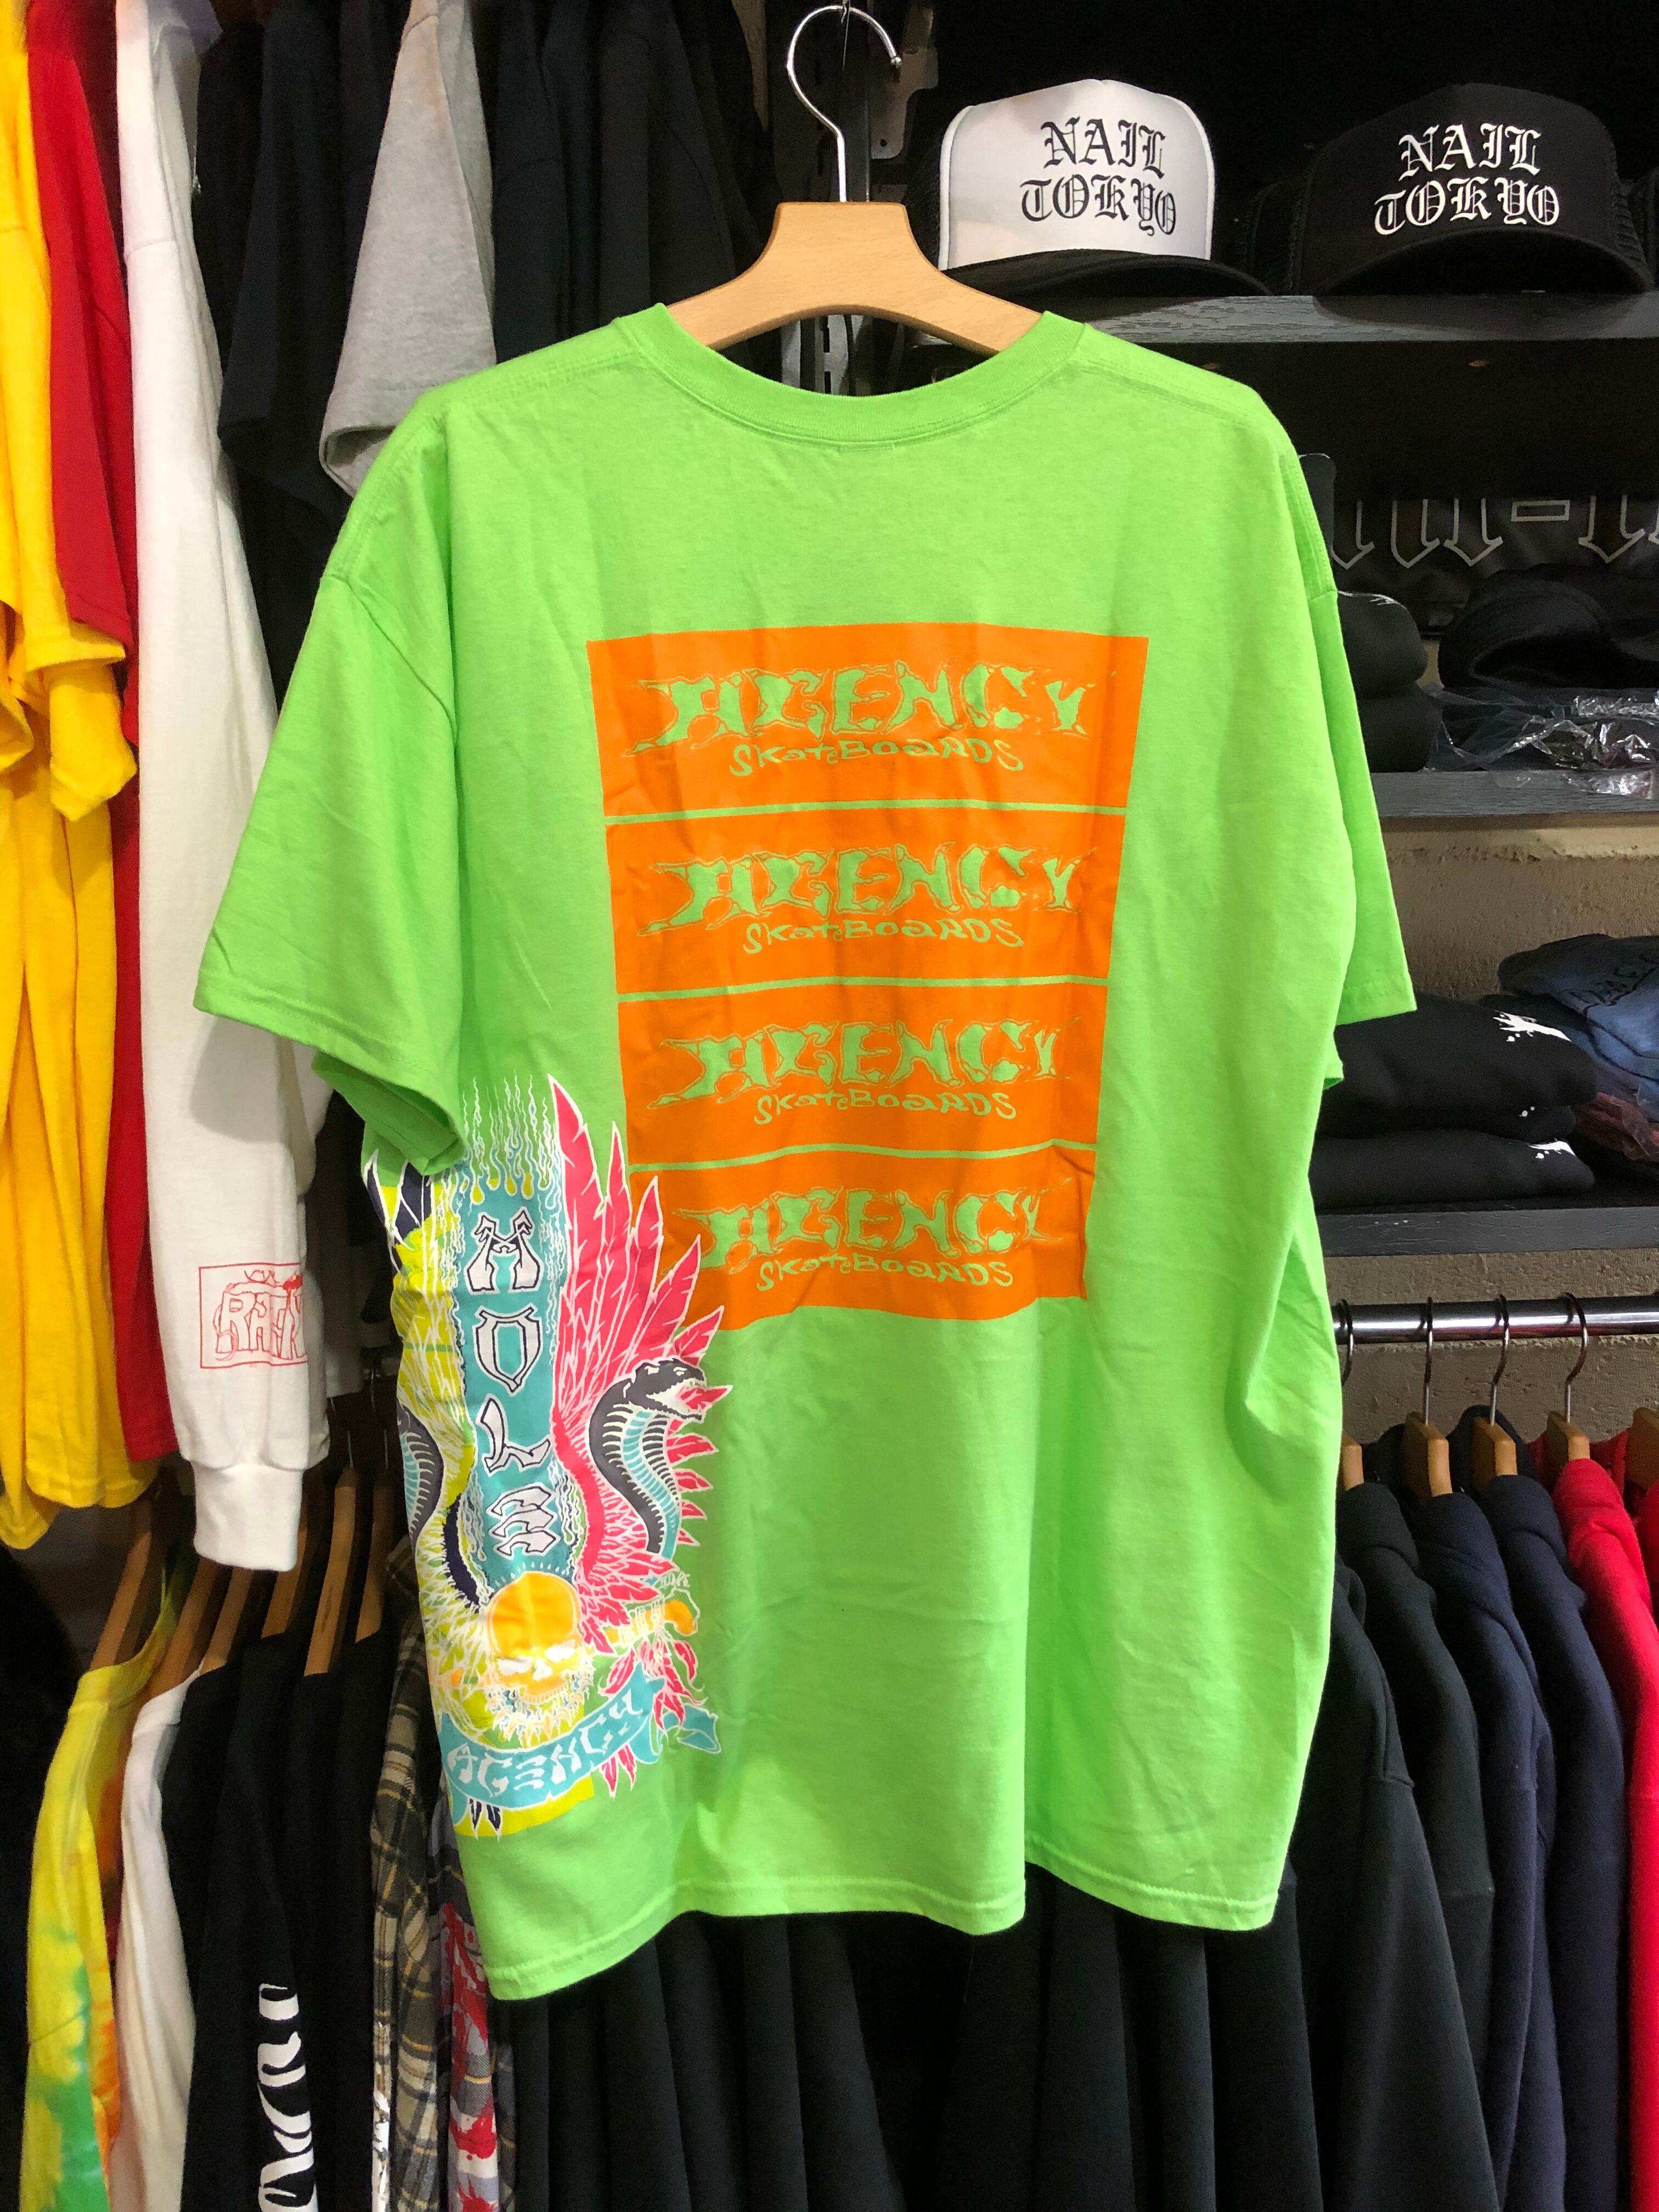 NAIL
TOKYO
NAIL
TOKYO
AGENCY
SkateBoaRDS
AGENCY
SkateBoaRDS
AGENCY
SkateBoaRDS
AGENCY
SkateBoaRDS
HOLE
AGENCY